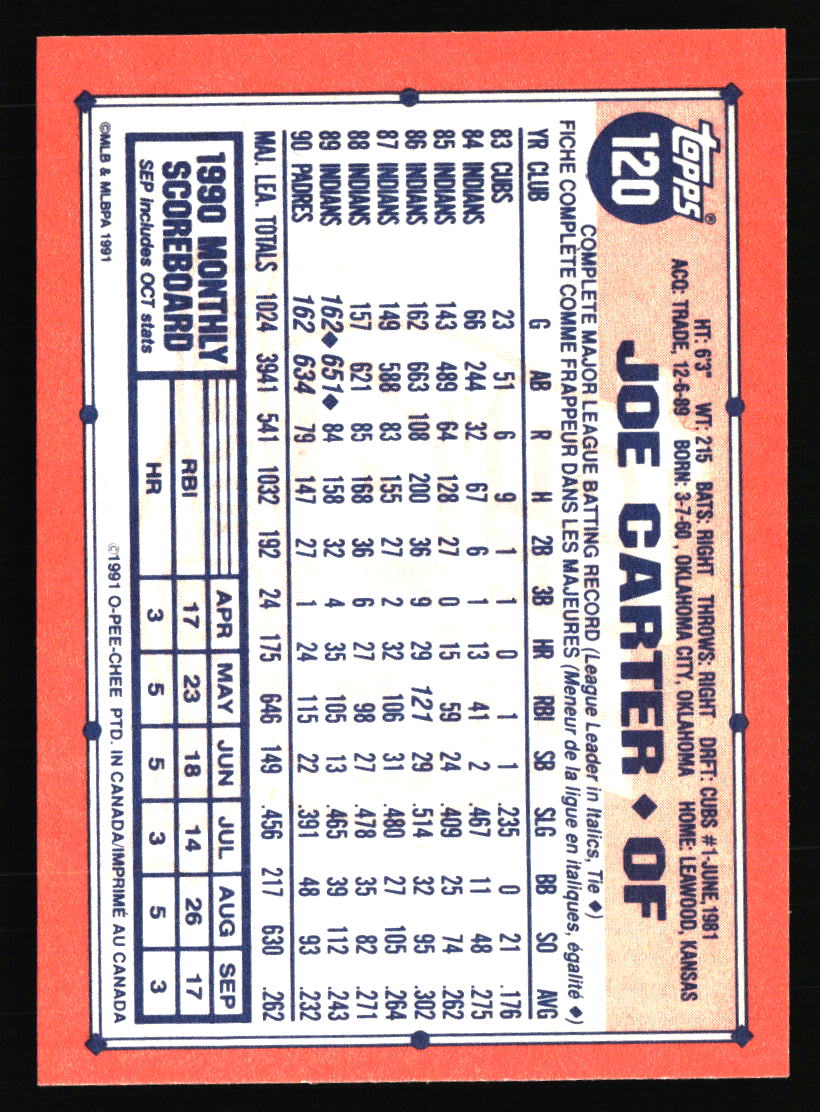 topps®
120
HT: 6'3" WT: 215 BATS: RIGHT THROWS: RIGHT DRFT: CUBS #1-JUNE, 1981
ACQ: TRADE, 12-6-89 BORN: 3-7-60, OKLAHOMA CITY, OKLAHOMA HOME: LEAWOOD, KANSAS
JOE CARTER ◆ OF
COMPLETE MAJOR LEAGUE BATTING RECORD (League Leader in Italics, Tie ◆)
FICHE COMPLÈTE COMME FRAPPEUR DANS LES MAJEURES (Meneur de la ligue en italiques, égalité ◆)
YR CLUB G AB R H 2B 3B HR RBI SB SLG BB SO AVG
83 CUBS 23 51 6 9 1 1 0 1 1 .235 0 21 .176
84 INDIANS 66 244 32 67 6 1 13 41 2 .467 11 48 .275
85 INDIANS 143 489 64 128 27 0 15 59 24 .409 25 74 .262
86 INDIANS 162 663 108 200 36 9 29 121 29 .514 32 95 .302
87 INDIANS 149 588 83 155 27 2 32 106 31 .480 27 105 .264
88 INDIANS 157 621 85 168 36 6 27 98 27 .478 35 82 .271
89 INDIANS 162◆ 651◆ 84 158 32 4 35 105 13 .465 39 112 .243
90 PADRES 162 634 79 147 27 1 24 115 22 .391 48 93 .232
MAJ. LEA. TOTALS 1024 3941 541 1032 192 24 175 646 149 .456 217 630 .262
1990 MONTHLY
SCOREBOARD
SEP includes OCT stats
APR MAY JUN JUL AUG SEP
RBI 17 23 18 14 26 17
HR 3 5 5 3 5 3
©MLB & MLBPA 1991 ©1991 O-PEE-CHEE PTD. IN CANADA/IMPRIMÉ AU CANADA